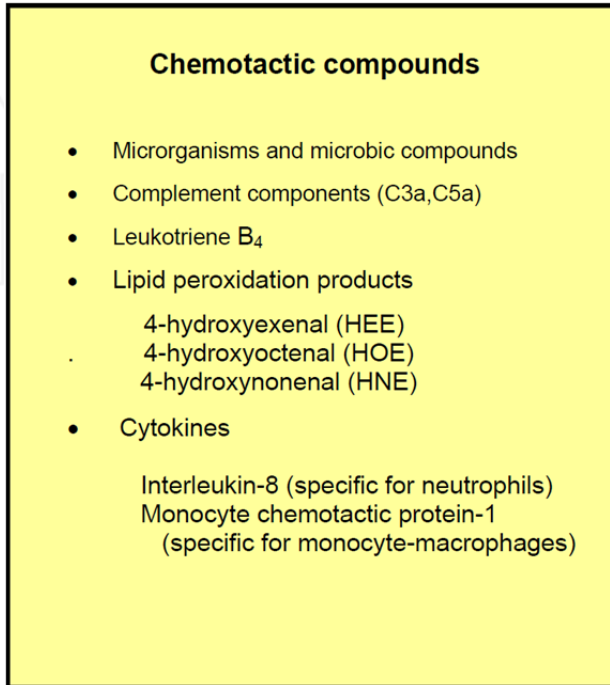 Chemotactic compounds
• Microrganisms and microbic compounds
• Complement components (C3a,C5a)
• Leukotriene B₄
• Lipid peroxidation products
4-hydroxyexenal (HEE)
. 4-hydroxyoctenal (HOE)
4-hydroxynonenal (HNE)
• Cytokines
Interleukin-8 (specific for neutrophils)
Monocyte chemotactic protein-1
(specific for monocyte-macrophages)